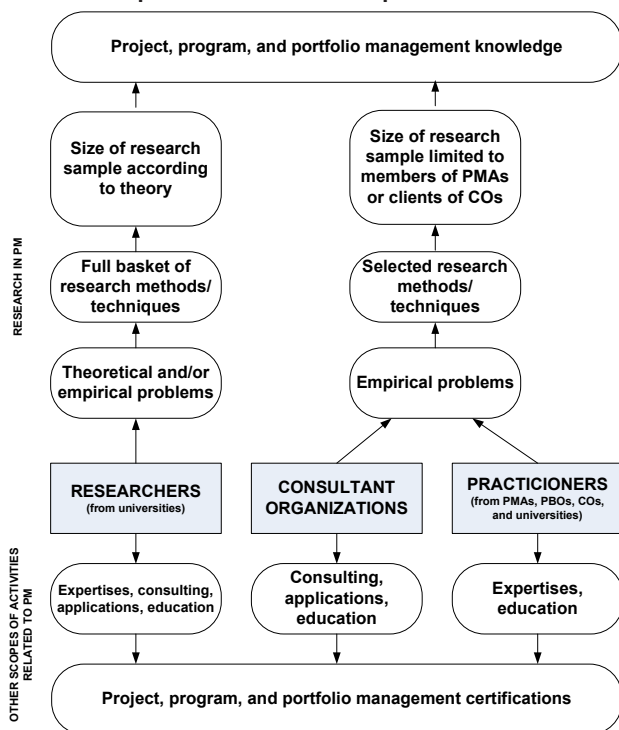 Project, program, and portfolio management knowledge
Size of research
sample according
to theory
Size of research
sample limited to
members of PMAs
or clients of COs
RESEARCH IN PM
Full basket of
research methods/
techniques
Selected research
methods/
techniques
Theoretical and/or
empirical problems
Empirical problems
RESEARCHERS
(from universities)
CONSULTANT
ORGANIZATIONS
PRACTICIONERS
(from PMAs, PBOs, COs,
and universities)
OTHER SCOPES OF ACTIVITIES
RELATED TO PM
Expertises, consulting,
applications, education
Consulting,
applications,
education
Expertises,
education
Project, program, and portfolio management certifications